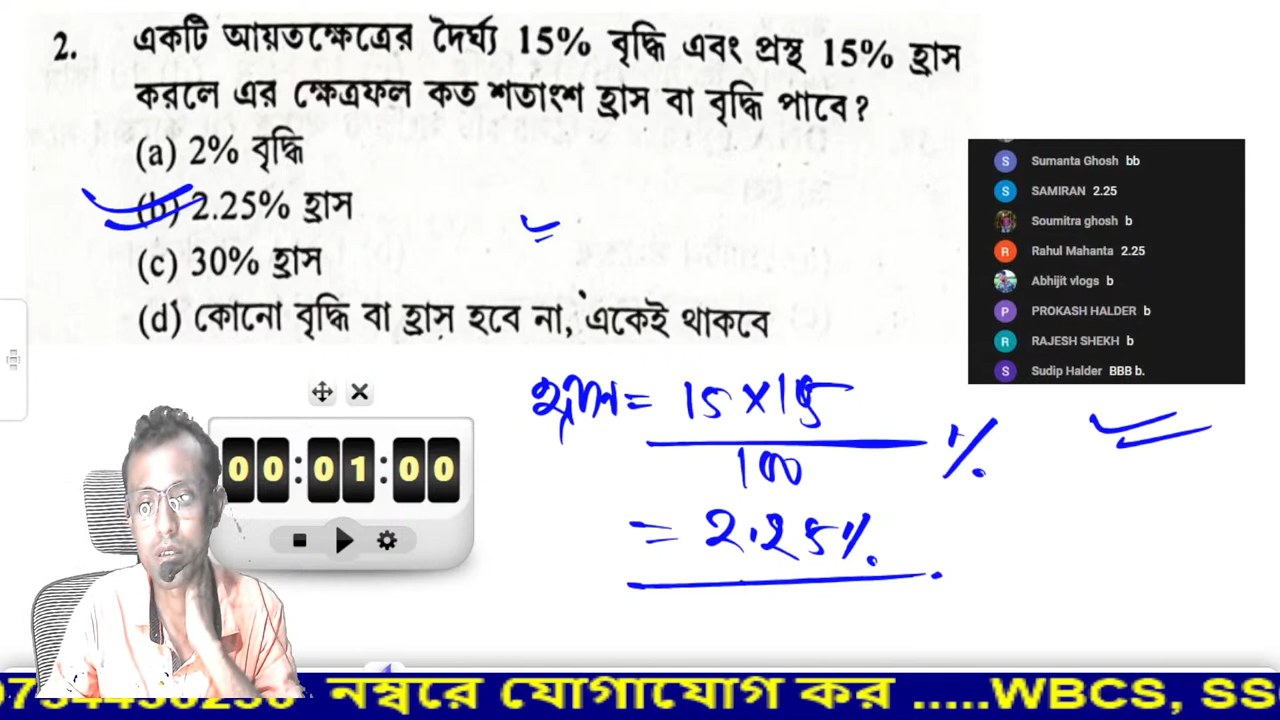 2. একটি আয়তক্ষেত্রের দৈর্ঘ্য 15% বৃদ্ধি এবং প্রস্থ 15% হ্রাস
করলে এর ক্ষেত্রফল কত শতাংশ হ্রাস বা বৃদ্ধি পাবে?
(a) 2% বৃদ্ধি
(b) 2.25% হ্রাস
(c) 30% হ্রাস
(d) কোনো বৃদ্ধি বা হ্রাস হবে না, একেই থাকবে
S Sumanta Ghosh bb
S SAMIRAN 2.25
Soumitra ghosh b
R Rahul Mahanta 2.25
Abhijit vlogs b
P PROKASH HALDER b
R RAJESH SHEKH b
S Sudip Halder BBB b.
হ্রাস = 15 × 15
100 %
= 2.25%.
00:01:00
নম্বরে যোগাযোগ কর .....WBCS, SS